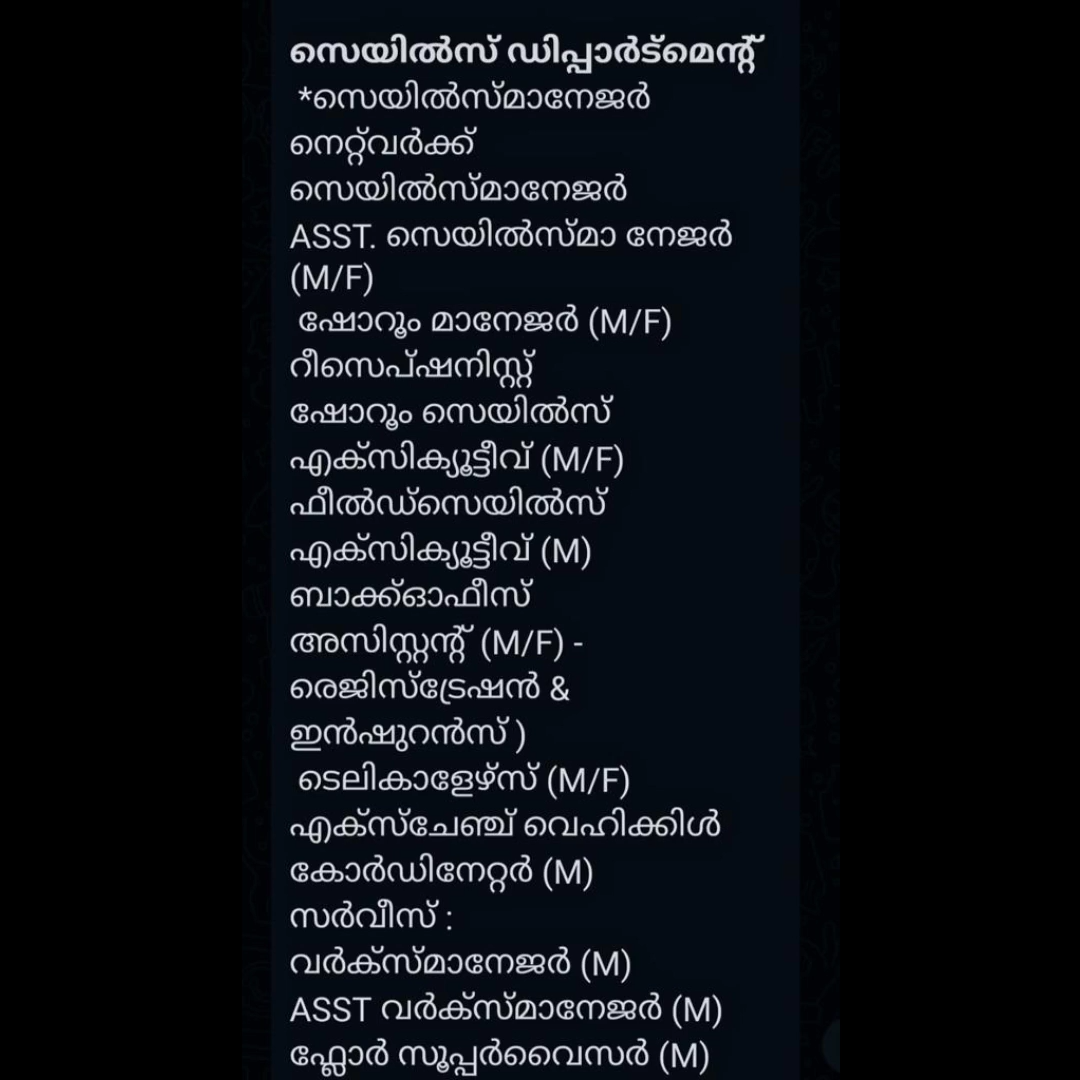 സെയിൽസ് ഡിപ്പാർട്മെന്റ്
*സെയിൽസ്മാനേജർ
നെറ്റ്‌വർക്ക്
സെയിൽസ്മാനേജർ
ASST. സെയിൽസ്മാ നേജർ
(M/F)
ഷോറൂം മാനേജർ (M/F)
റീസെപ്ഷനിസ്റ്റ്
ഷോറൂം സെയിൽസ്
എക്സിക്യൂട്ടീവ് (M/F)
ഫീൽഡ്സെയിൽസ്
എക്സിക്യൂട്ടീവ് (M)
ബാക്ക്ഓഫീസ്
അസിസ്റ്റന്റ് (M/F) -
രെജിസ്ട്രേഷൻ &
ഇൻഷുറൻസ് )
ടെലികാളേഴ്സ് (M/F)
എക്സ്ചേഞ്ച് വെഹിക്കിൾ
കോർഡിനേറ്റർ (M)
സർവീസ് :
വർക്സ്മാനേജർ (M)
ASST വർക്സ്മാനേജർ (M)
ഫ്ലോർ സൂപ്പർവൈസർ (M)